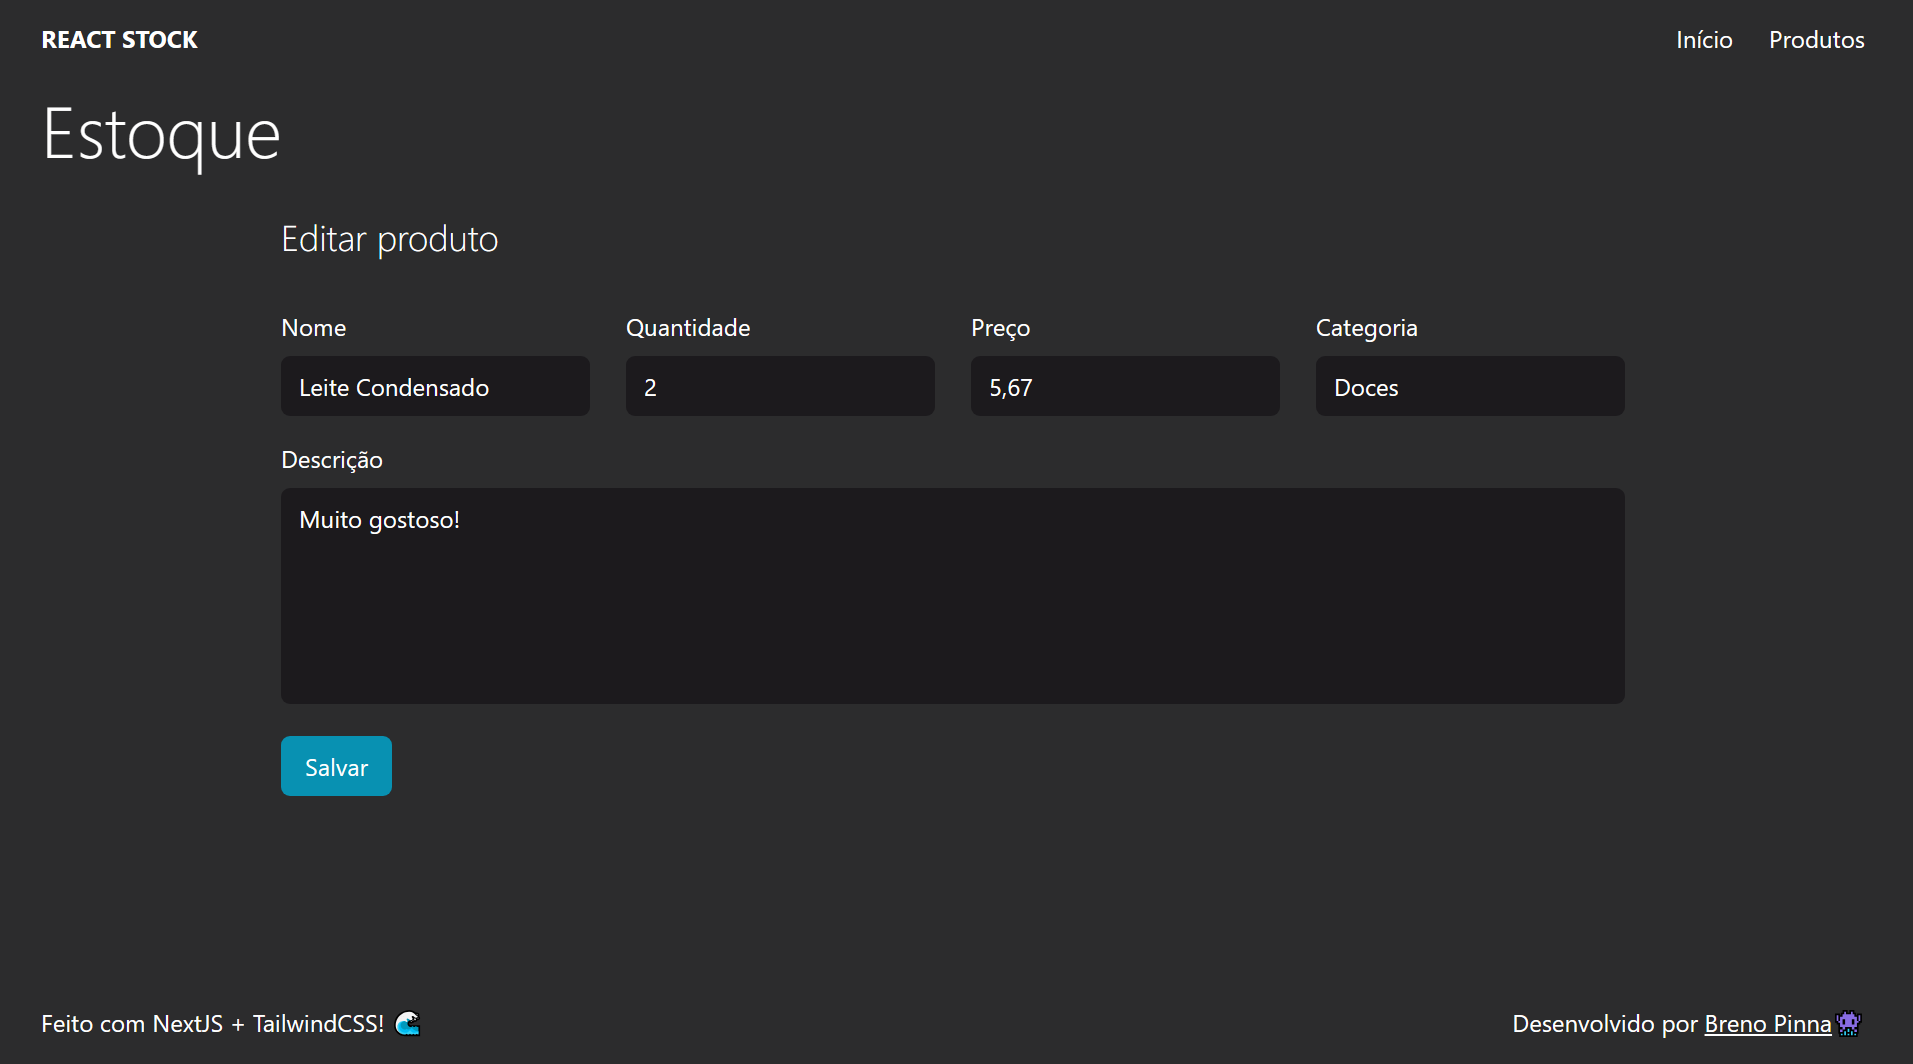 REACT STOCK
Início Produtos
Estoque
Editar produto
Nome Quantidade Preço Categoria
Leite Condensado 2 5,67 Doces
Descrição
Muito gostoso!
Salvar
Feito com NextJS + TailwindCSS! 🌊
Desenvolvido por Breno Pinna 👾